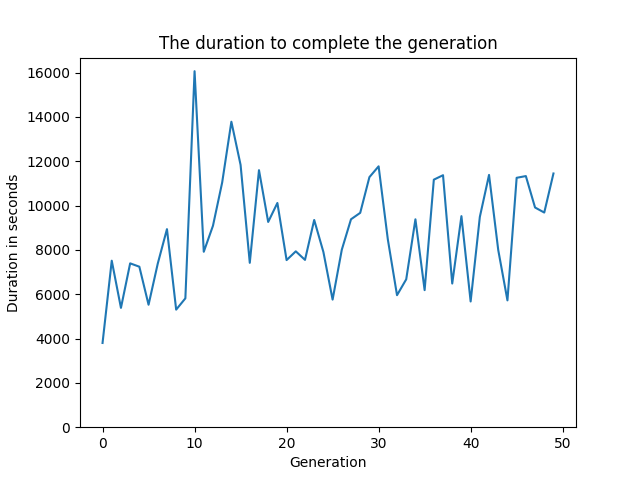 The duration to complete the generation
16000
14000
12000
10000
8000
6000
4000
2000
0
Duration in seconds
0 10 20 30 40 50
Generation